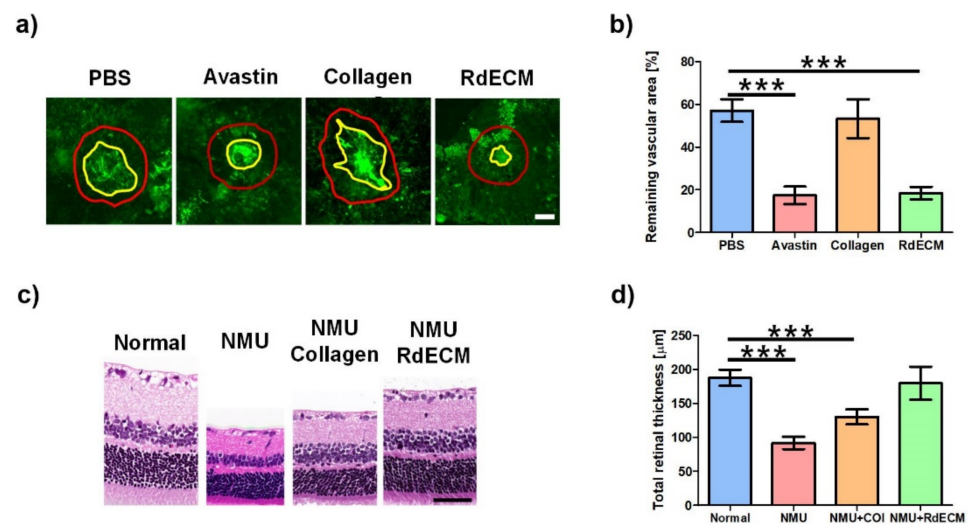 a)
PBS
Avastin
Collagen
RdECM
b)
Remaining vascular area [%]
80
60
40
20
0
***
***
PBS
Avastin
Collagen
RdECM
c)
Normal
NMU
NMU
Collagen
NMU
RdECM
d)
Total retinal thickness [µm]
250
200
150
100
50
0
***
***
Normal
NMU
NMU+COl
NMU+RdECM